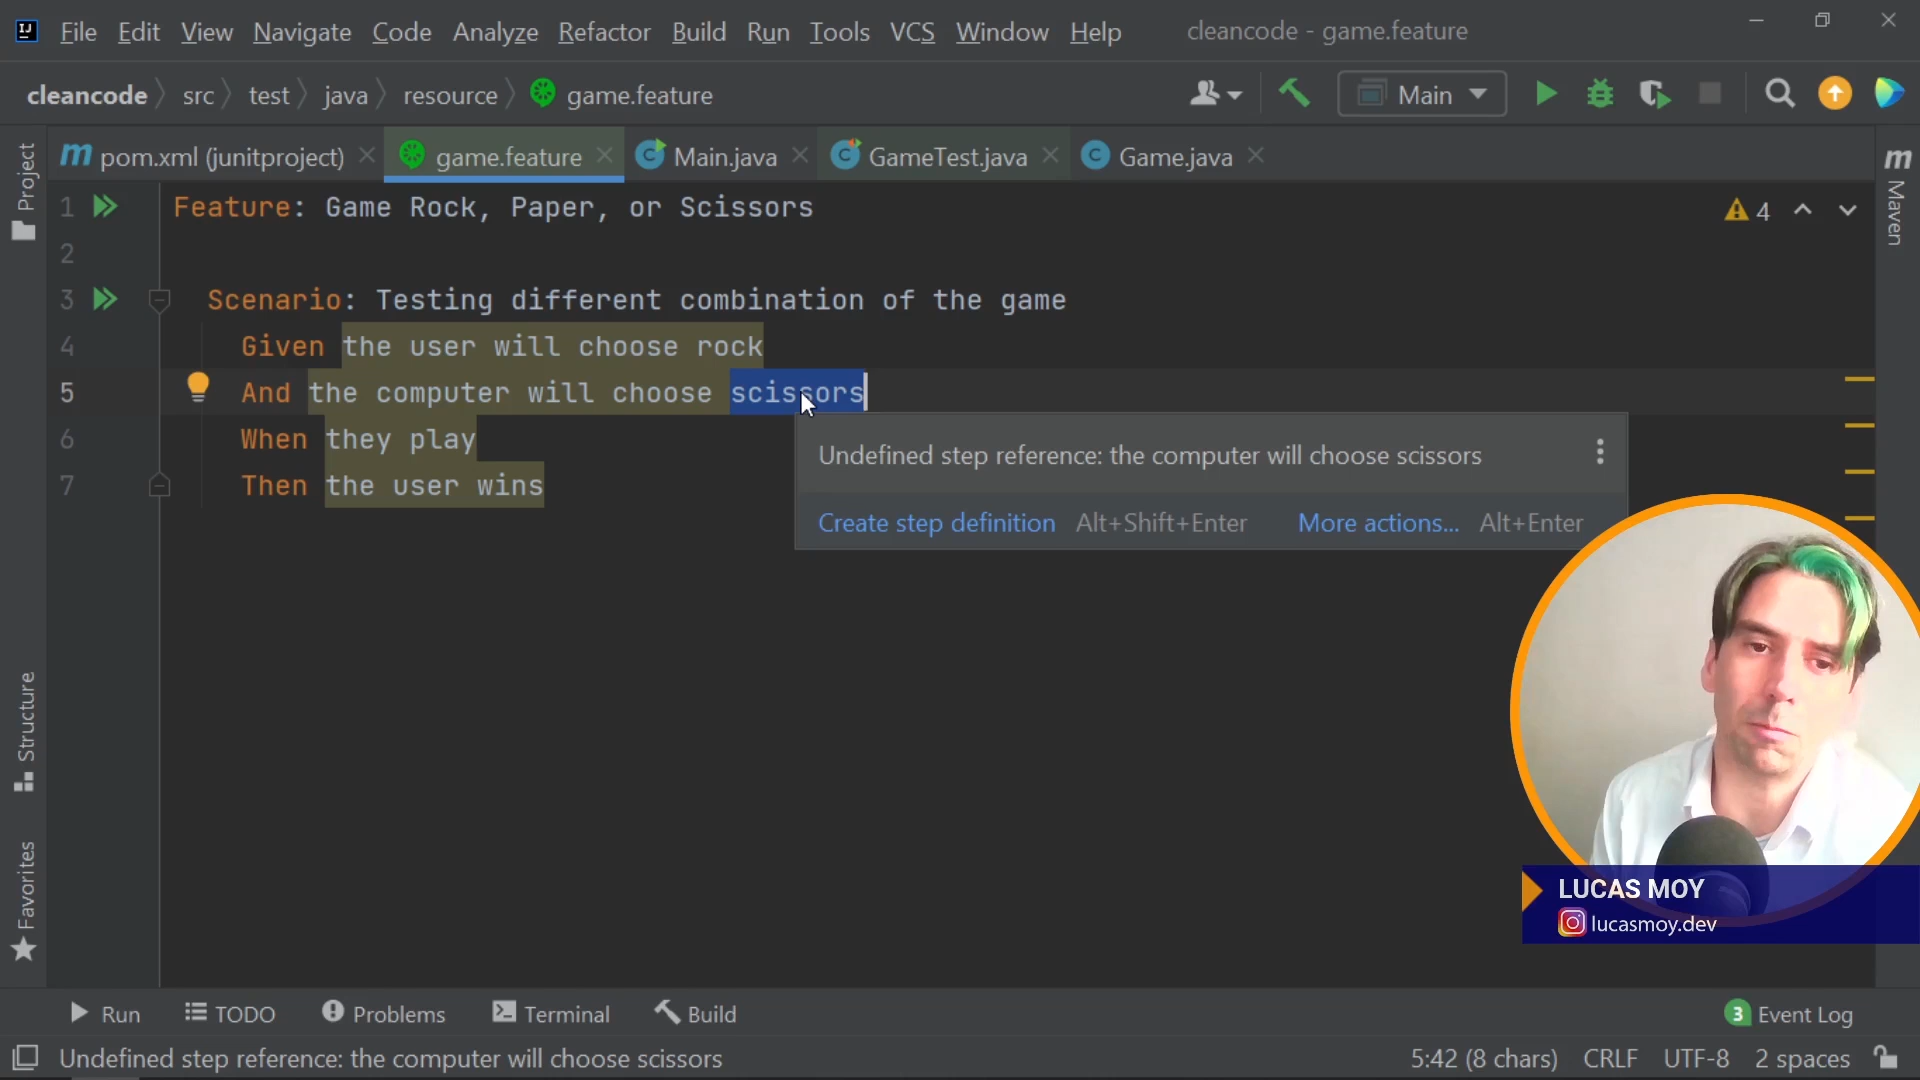 File Edit View Navigate Code Analyze Refactor Build Run Tools VCS Window Help cleancode - game.feature
cleancode src test java resource game.feature Main
pom.xml (junitproject) game.feature Main.java GameTest.java Game.java
Project
Maven
1 Feature: Game Rock, Paper, or Scissors 4
2
3 Scenario: Testing different combination of the game
4 Given the user will choose rock
5 And the computer will choose scissors
6 When they play
7 Then the user wins
Undefined step reference: the computer will choose scissors
Create step definition Alt+Shift+Enter More actions... Alt+Enter
Structure
Favorites
LUCAS MOY
lucasmoy.dev
Run TODO Problems Terminal Build 3 Event Log
Undefined step reference: the computer will choose scissors 5:42 (8 chars) CRLF UTF-8 2 spaces